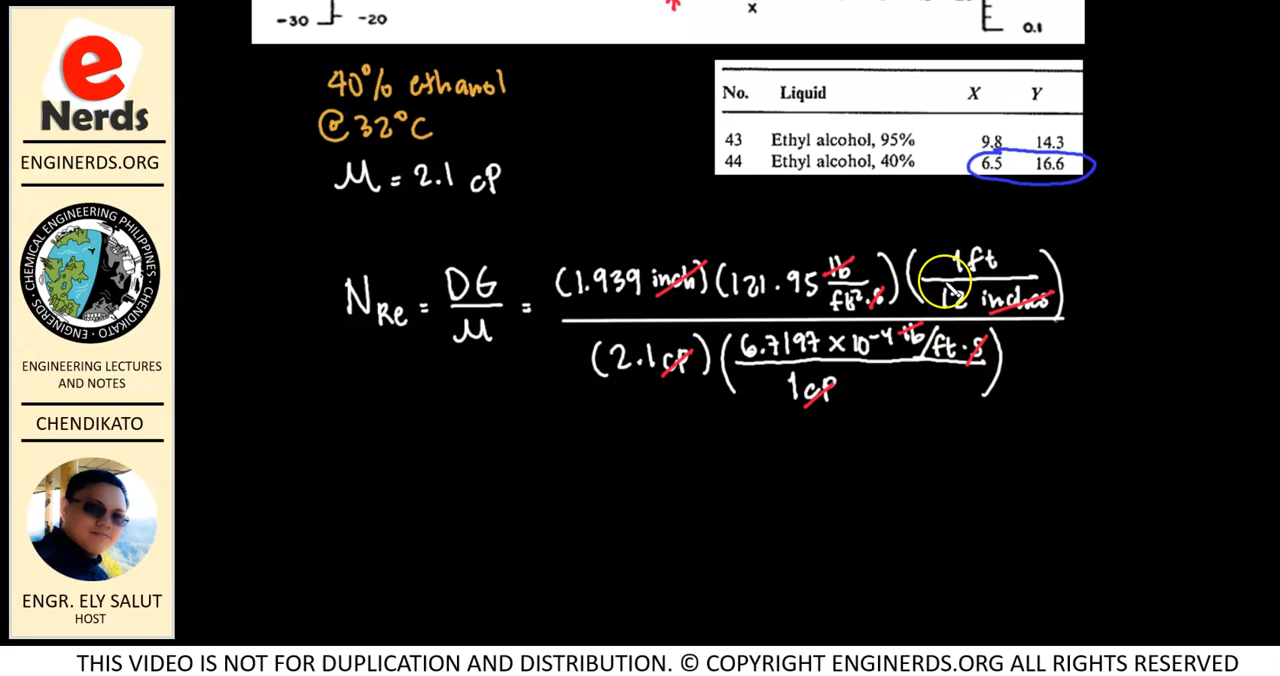 -30 -20
x
0.1
e
Nerds
ENGINERDS.ORG
CHEMICAL ENGINEERING PHILIPPINES
ENGINERDS - CHENDIKATO
ENGINEERING LECTURES
AND NOTES
CHENDIKATO
ENGR. ELY SALUT
HOST
40% ethanol
@ 32°C
μ = 2.1 cP
No. Liquid X Y
43 Ethyl alcohol, 95% 9.8 14.3
44 Ethyl alcohol, 40% 6.5 16.6
N_Re = DG/μ = (1.939 inch)(121.95 lb/ft²·s)(1ft/12 inches)
(2.1 cP)(6.7197 x 10⁻⁴ lb/ft·s / 1 cP)
THIS VIDEO IS NOT FOR DUPLICATION AND DISTRIBUTION. © COPYRIGHT ENGINERDS.ORG ALL RIGHTS RESERVED